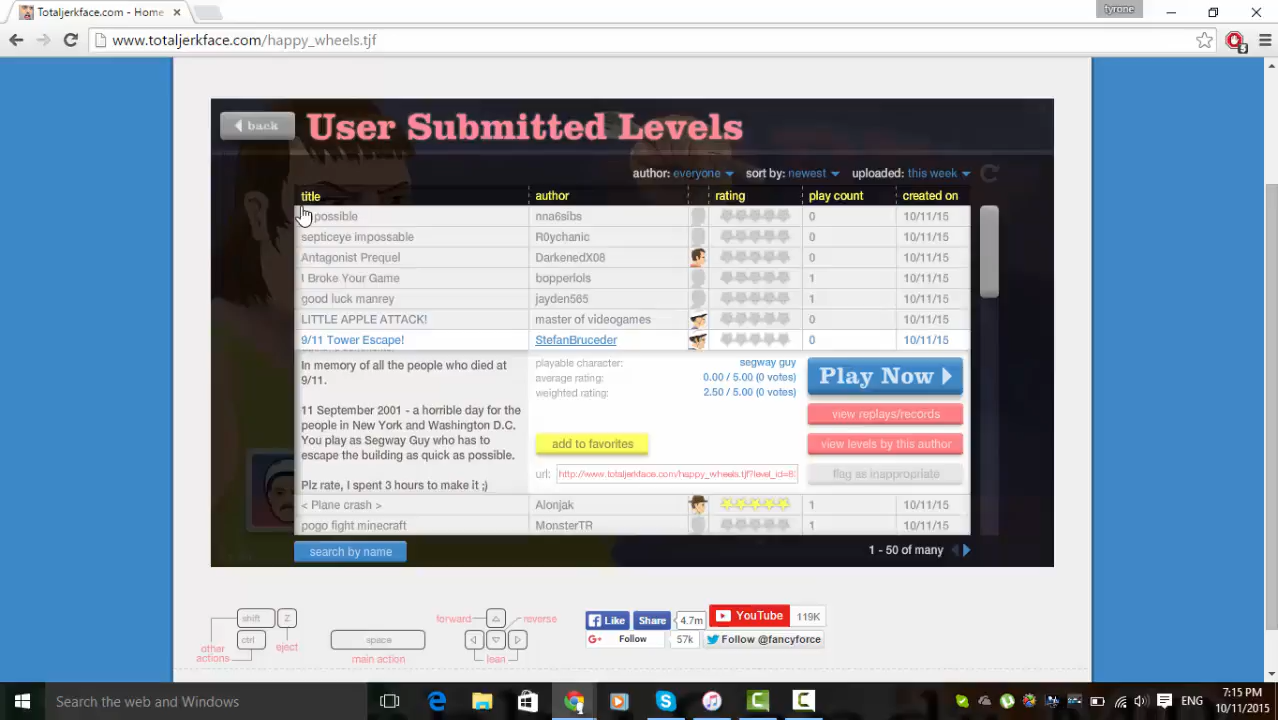 Totaljerkface.com - Home
tyrone
www.totaljerkface.com/happy_wheels.tjf
back
User Submitted Levels
author: everyone sort by: newest uploaded: this week
title author rating play count created on
possible nna6sibs 0 10/11/15
septiceye impossable R0ychanic 0 10/11/15
Antagonist Prequel DarkenedX08 0 10/11/15
I Broke Your Game bopperlols 1 10/11/15
good luck manrey jayden565 1 10/11/15
LITTLE APPLE ATTACK! master of videogames 0 10/11/15
9/11 Tower Escape! StefanBruceder 0 10/11/15
In memory of all the people who died at
9/11.
11 September 2001 - a horrible day for the
people in New York and Washington D.C.
You play as Segway Guy who has to
escape the building as quick as possible.
Plz rate, I spent 3 hours to make it ;)
playable character: segway guy
average rating: 0.00 / 5.00 (0 votes)
weighted rating: 2.50 / 5.00 (0 votes)
add to favorites
url: http://www.totaljerkface.com/happy_wheels.tjf?level_id=6
Play Now
view replays/records
view levels by this author
flag as inappropriate
< Plane crash > Alonjak 1 10/11/15
pogo fight minecraft MonsterTR 1 10/11/15
search by name
1 - 50 of many
shift Z
ctrl
other
actions
eject
space
main action
forward
reverse
lean
Like Share 4.7m
YouTube 119K
Follow 57k
Follow @fancyforce
Search the web and Windows
ENG
7:15 PM
10/11/2015